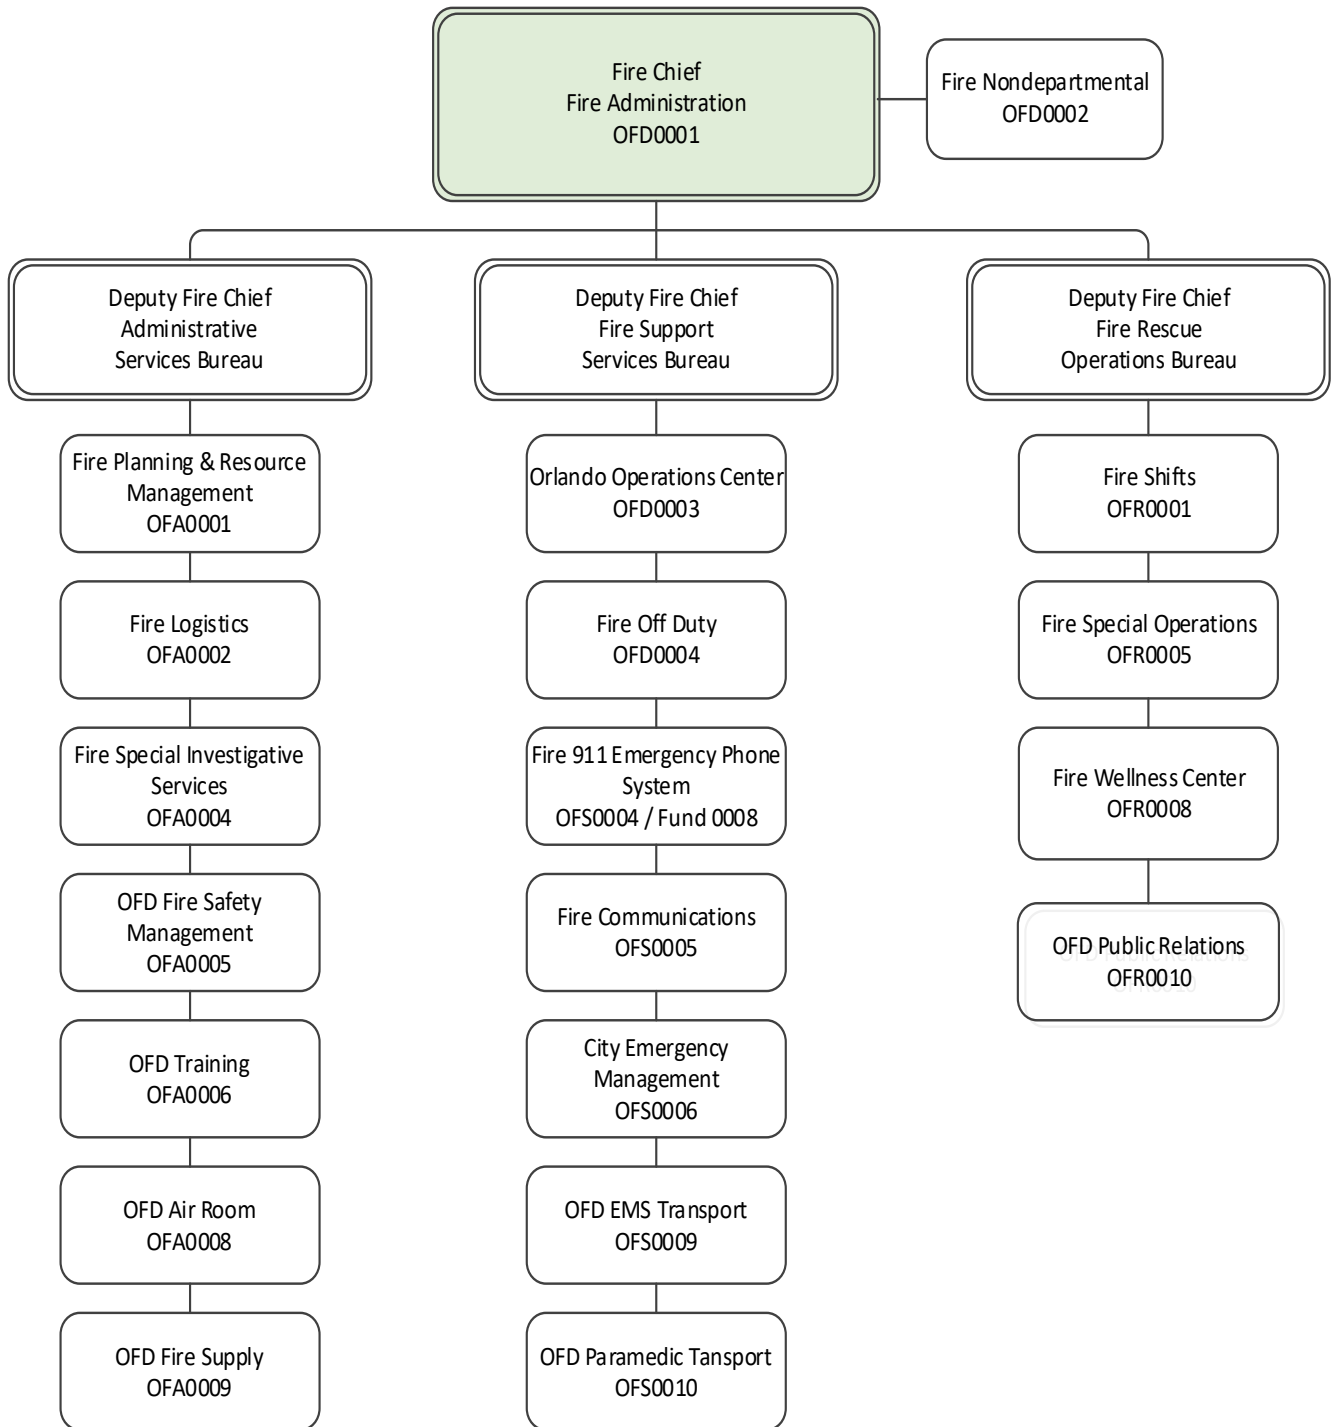 Fire Chief
Fire Administration
OFD0001
Fire Nondepartmental
OFD0002
Deputy Fire Chief
Administrative
Services Bureau
Deputy Fire Chief
Fire Support
Services Bureau
Deputy Fire Chief
Fire Rescue
Operations Bureau
Fire Planning & Resource
Management
OFA0001
Fire Logistics
OFA0002
Fire Special Investigative
Services
OFA0004
OFD Fire Safety
Management
OFA0005
OFD Training
OFA0006
OFD Air Room
OFA0008
OFD Fire Supply
OFA0009
Orlando Operations Center
OFD0003
Fire Off Duty
OFD0004
Fire 911 Emergency Phone
System
OFS0004 / Fund 0008
Fire Communications
OFS0005
City Emergency
Management
OFS0006
OFD EMS Transport
OFS0009
OFD Paramedic Tansport
OFS0010
Fire Shifts
OFR0001
Fire Special Operations
OFR0005
Fire Wellness Center
OFR0008
OFD Public Relations
OFR0010